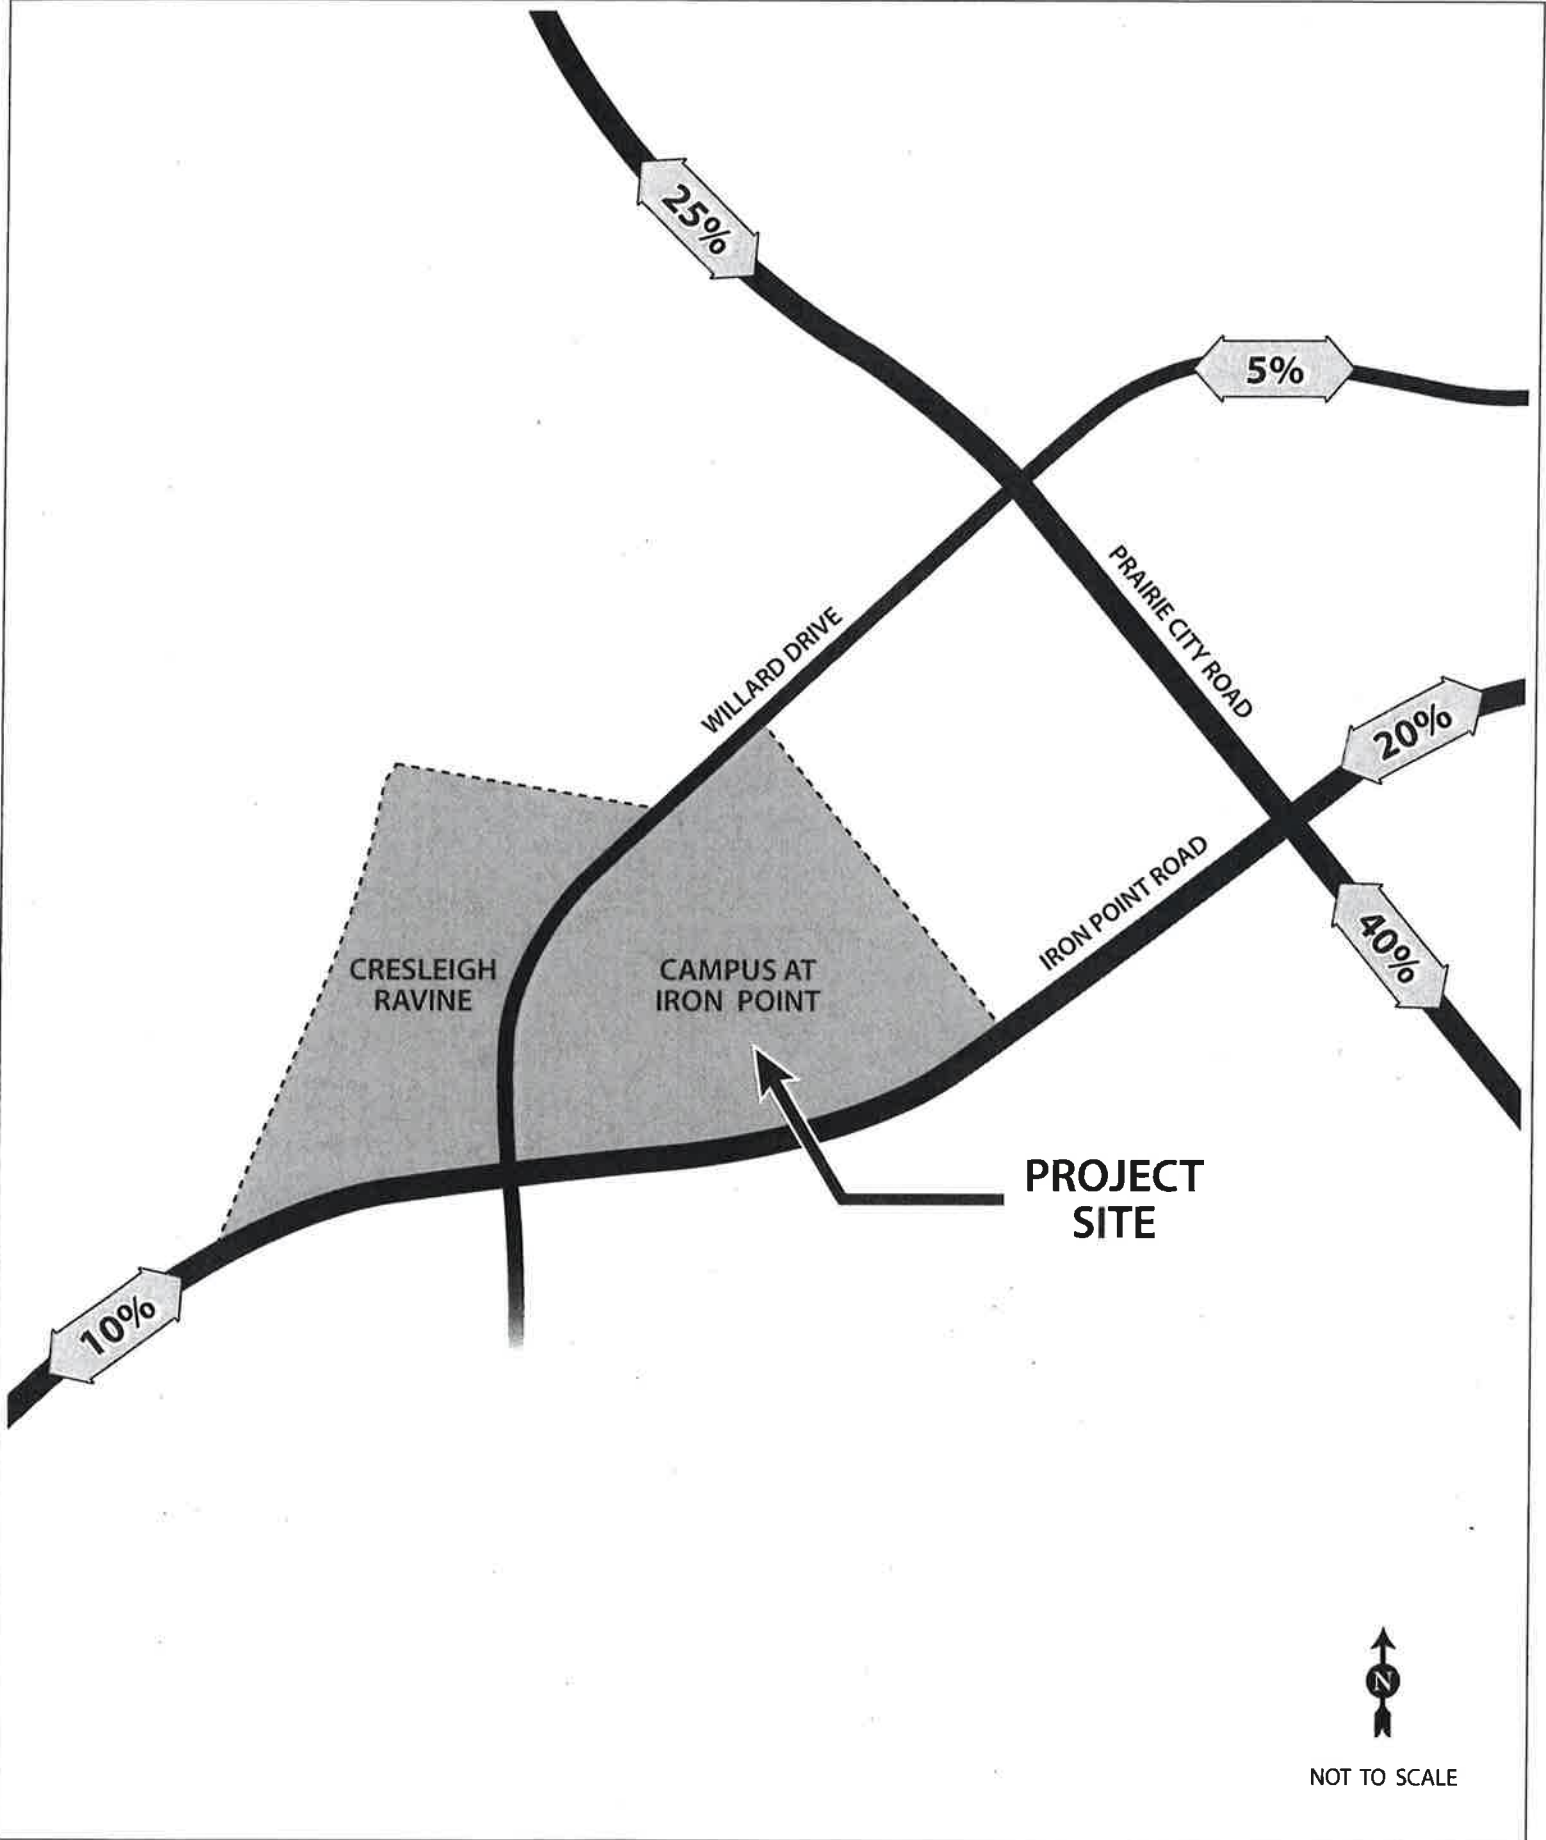 25%
5%
PRAIRIE CITY ROAD
WILLARD DRIVE
20%
IRON POINT ROAD
40%
CRESLEIGH
RAVINE
CAMPUS AT
IRON POINT
PROJECT
SITE
10%
N
NOT TO SCALE